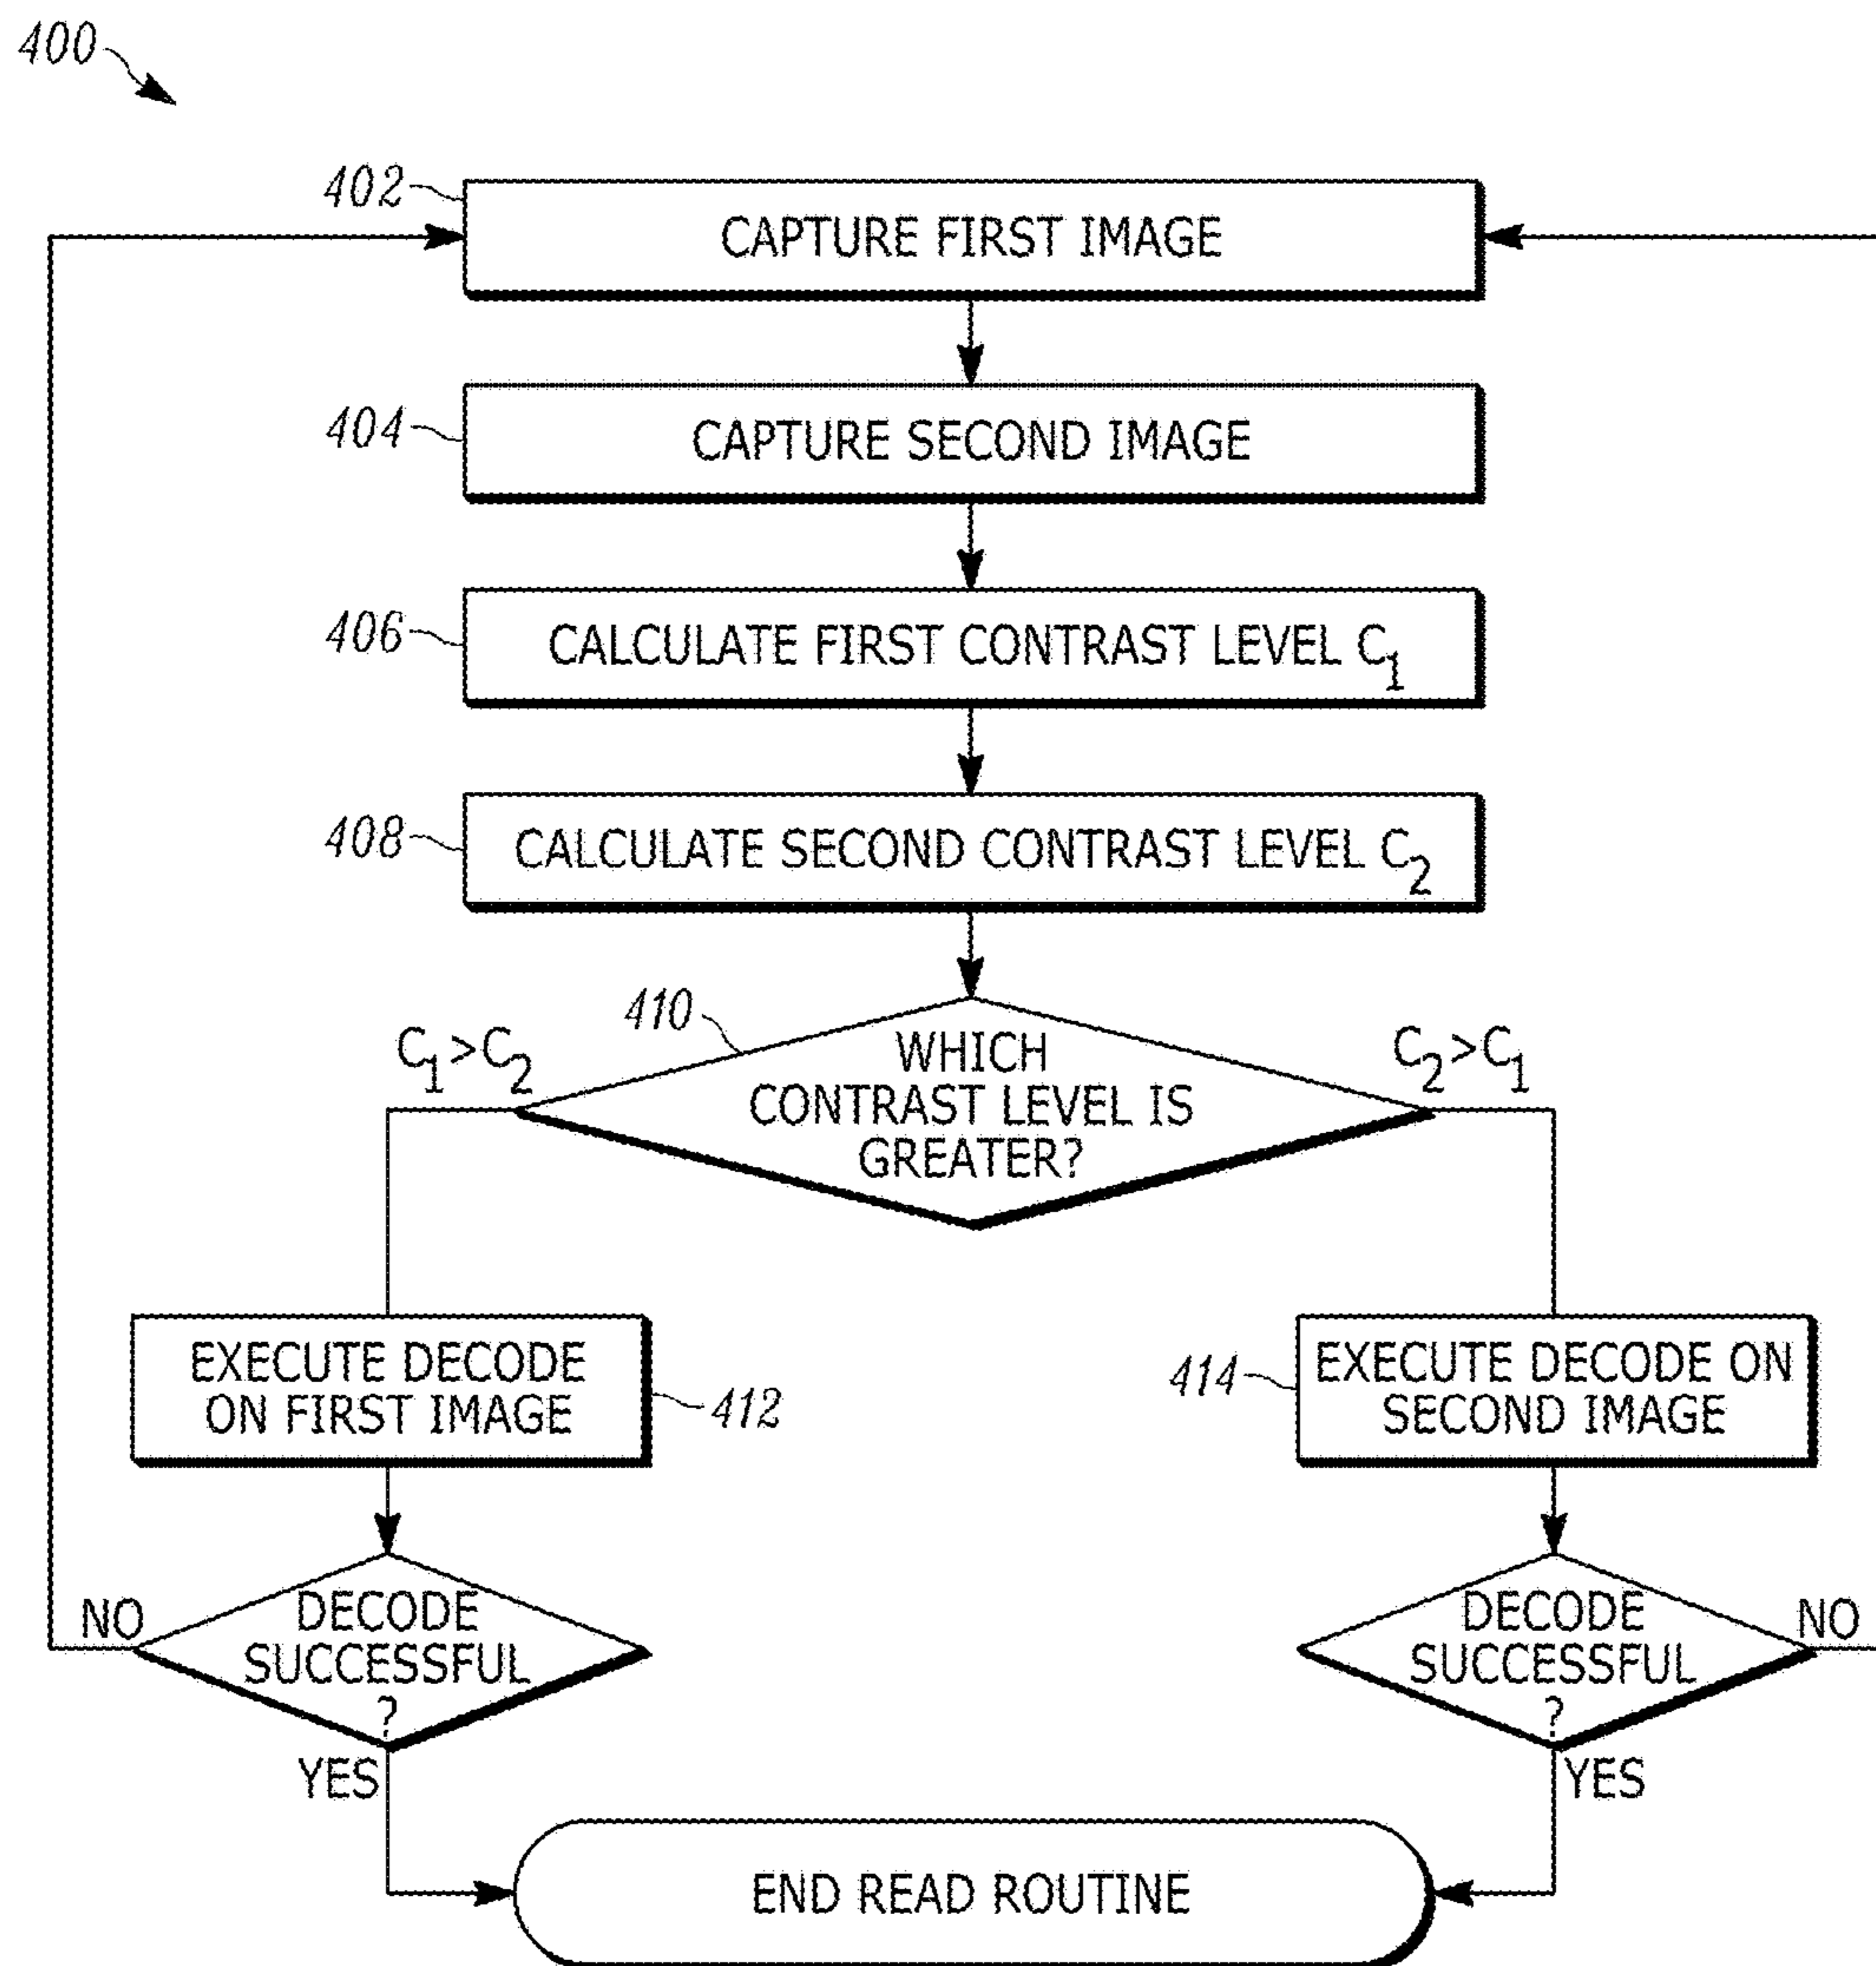 400
402
CAPTURE FIRST IMAGE
404
CAPTURE SECOND IMAGE
406
CALCULATE FIRST CONTRAST LEVEL C1
408
CALCULATE SECOND CONTRAST LEVEL C2
410
C1>C2
WHICH
CONTRAST LEVEL IS
GREATER?
C2>C1
EXECUTE DECODE
ON FIRST IMAGE
412
414
EXECUTE DECODE ON
SECOND IMAGE
NO
DECODE
SUCCESSFUL
?
YES
DECODE
SUCCESSFUL
?
NO
YES
END READ ROUTINE